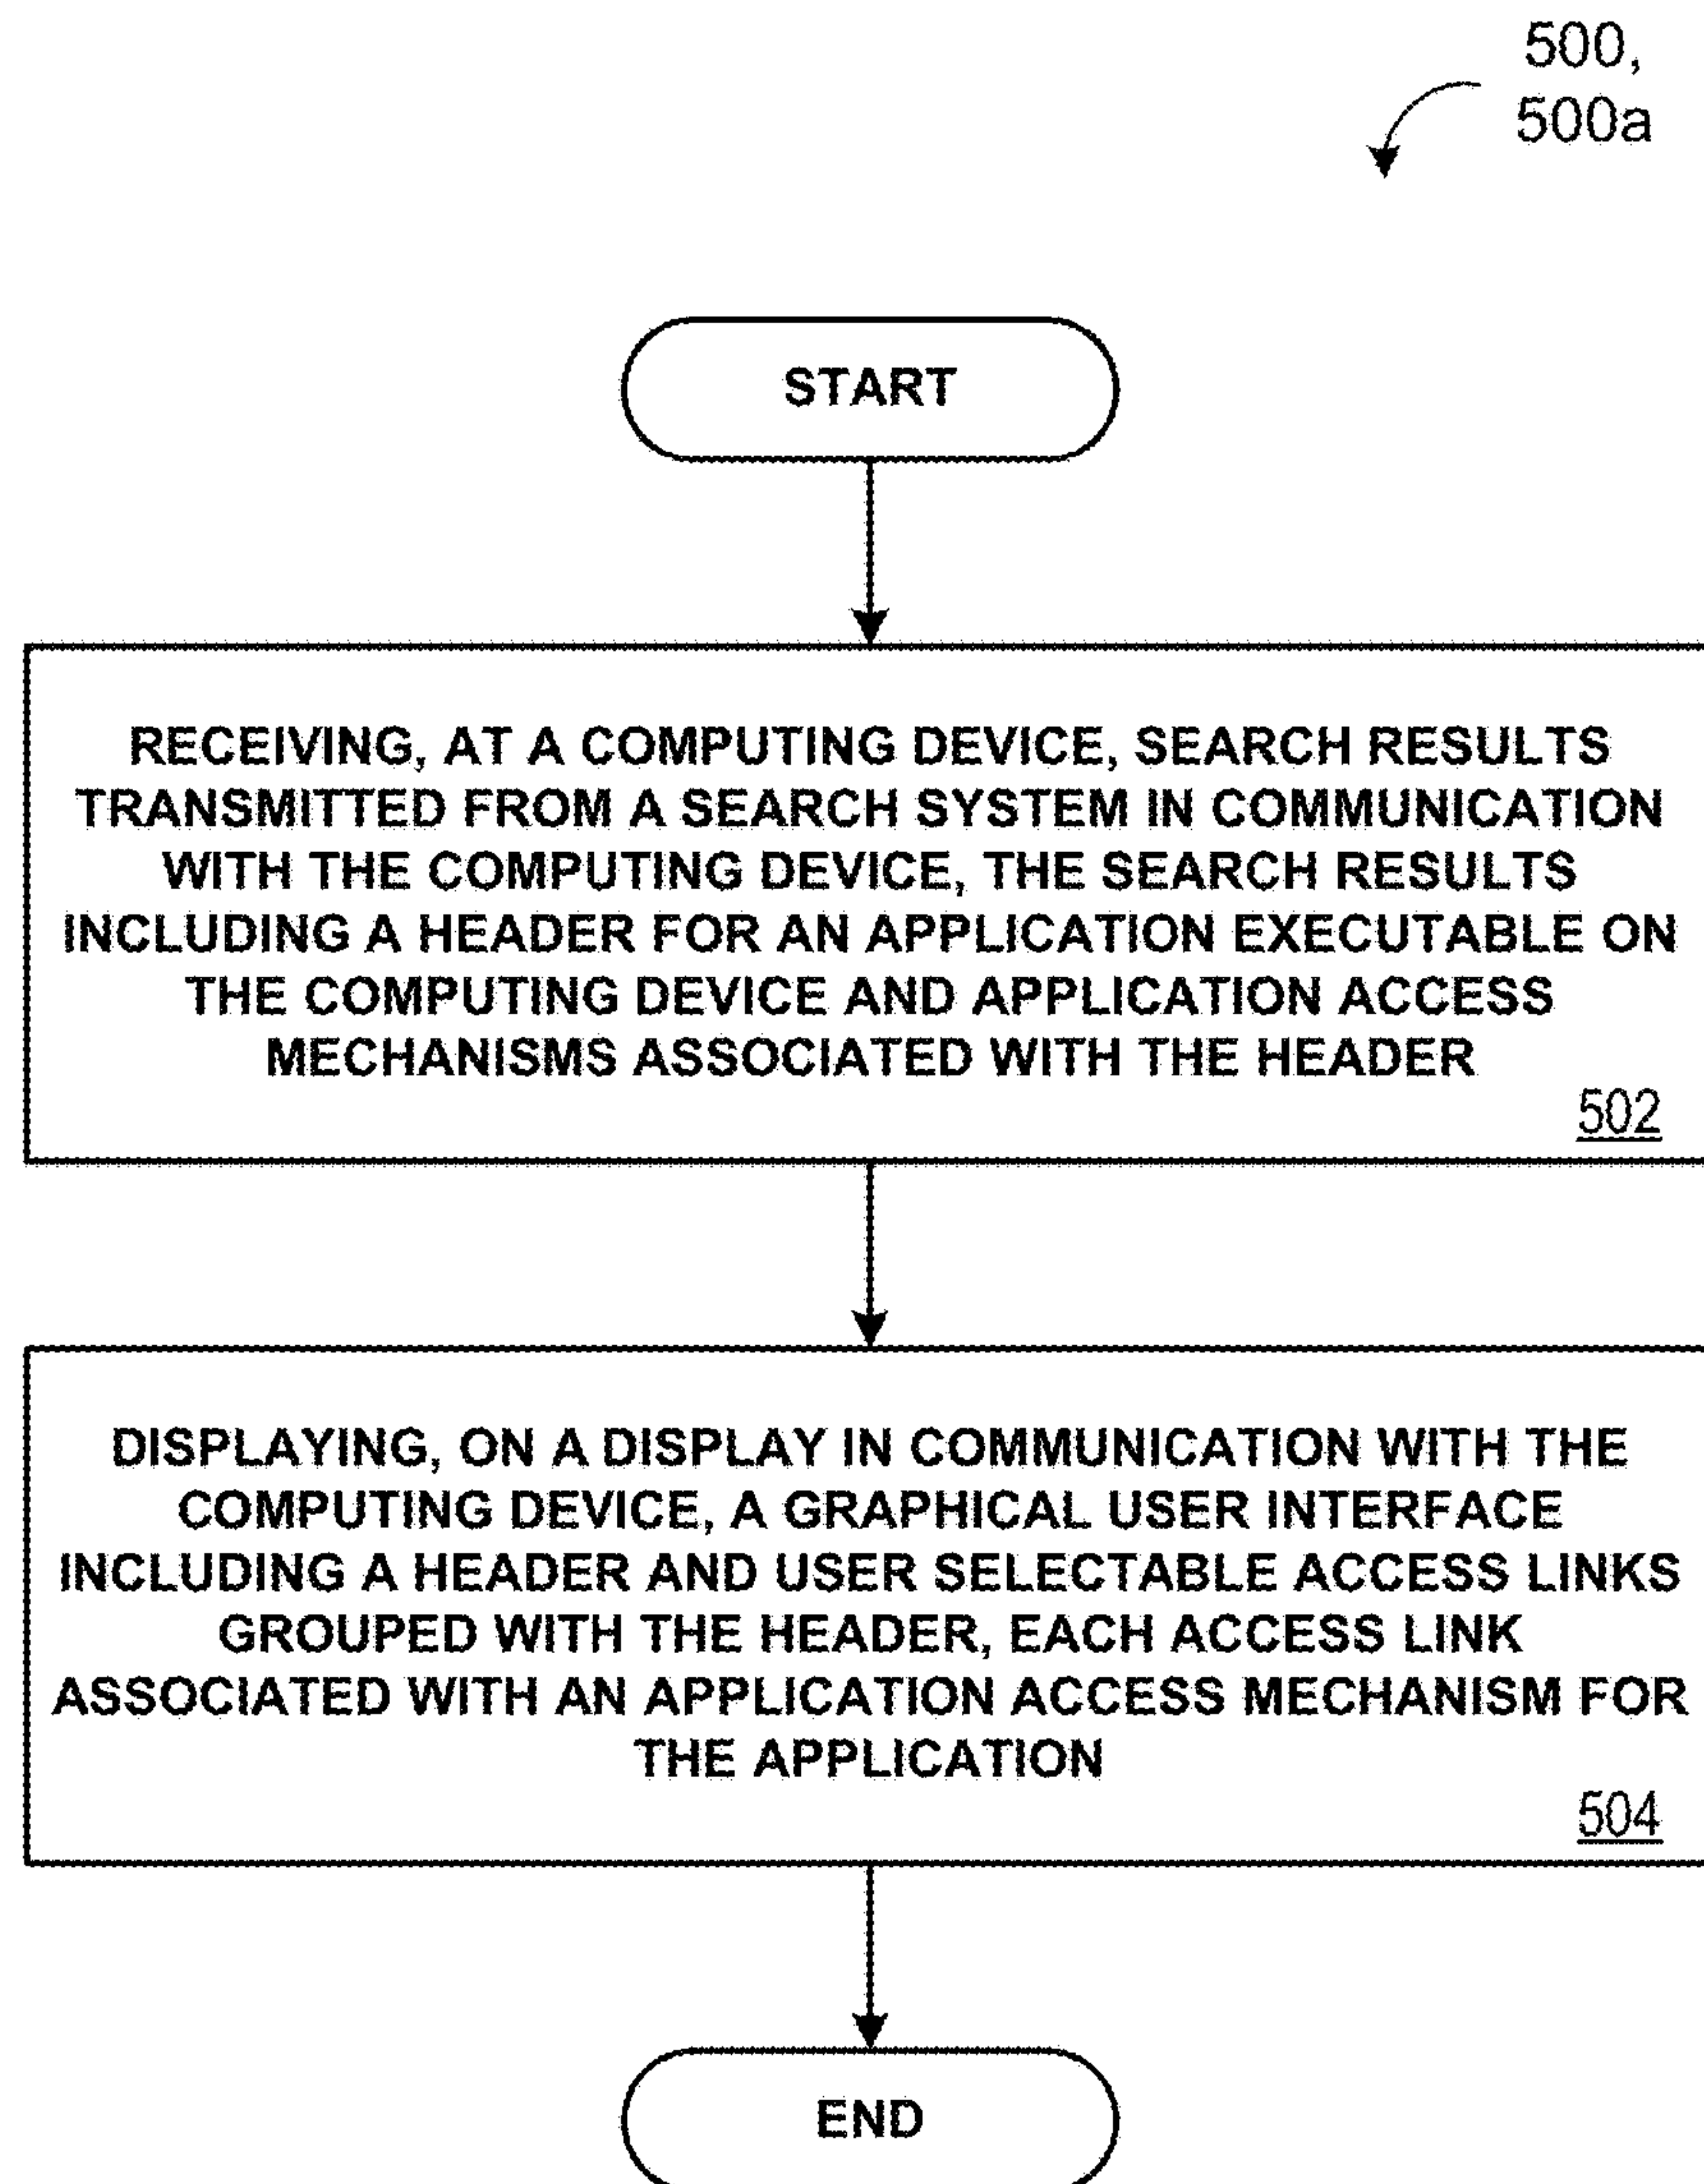 500,
500a
START
RECEIVING, AT A COMPUTING DEVICE, SEARCH RESULTS
TRANSMITTED FROM A SEARCH SYSTEM IN COMMUNICATION
WITH THE COMPUTING DEVICE, THE SEARCH RESULTS
INCLUDING A HEADER FOR AN APPLICATION EXECUTABLE ON
THE COMPUTING DEVICE AND APPLICATION ACCESS
MECHANISMS ASSOCIATED WITH THE HEADER
502
DISPLAYING, ON A DISPLAY IN COMMUNICATION WITH THE
COMPUTING DEVICE, A GRAPHICAL USER INTERFACE
INCLUDING A HEADER AND USER SELECTABLE ACCESS LINKS
GROUPED WITH THE HEADER, EACH ACCESS LINK
ASSOCIATED WITH AN APPLICATION ACCESS MECHANISM FOR
THE APPLICATION
504
END